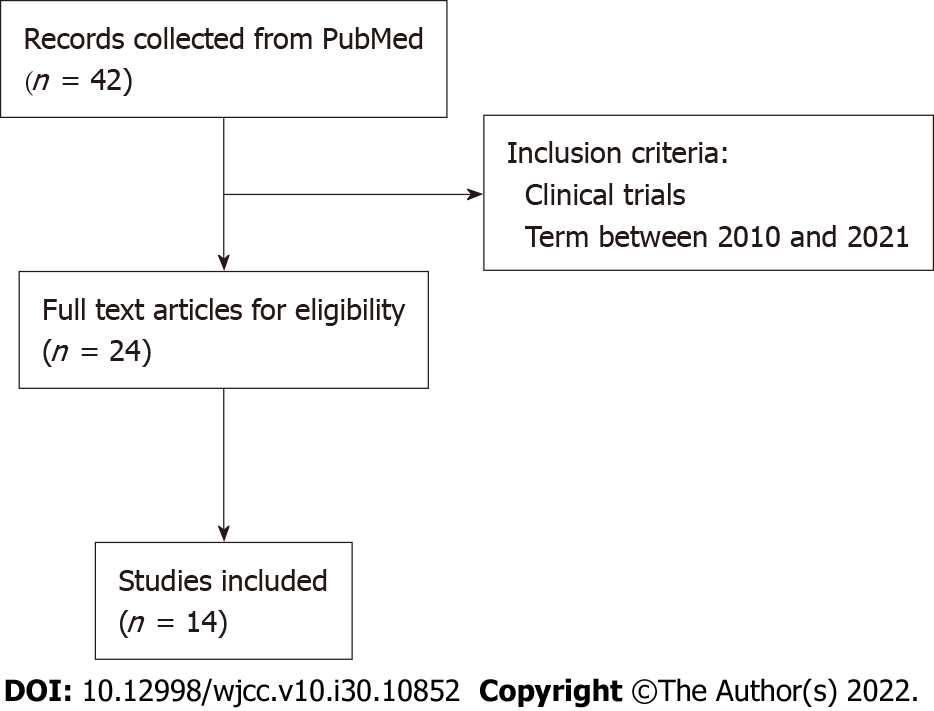 Records collected from PubMed
(n = 42)
Inclusion criteria:
Clinical trials
Term between 2010 and 2021
Full text articles for eligibility
(n = 24)
Studies included
(n = 14)
DOI: 10.12998/wjcc.v10.i30.10852 Copyright ©The Author(s) 2022.